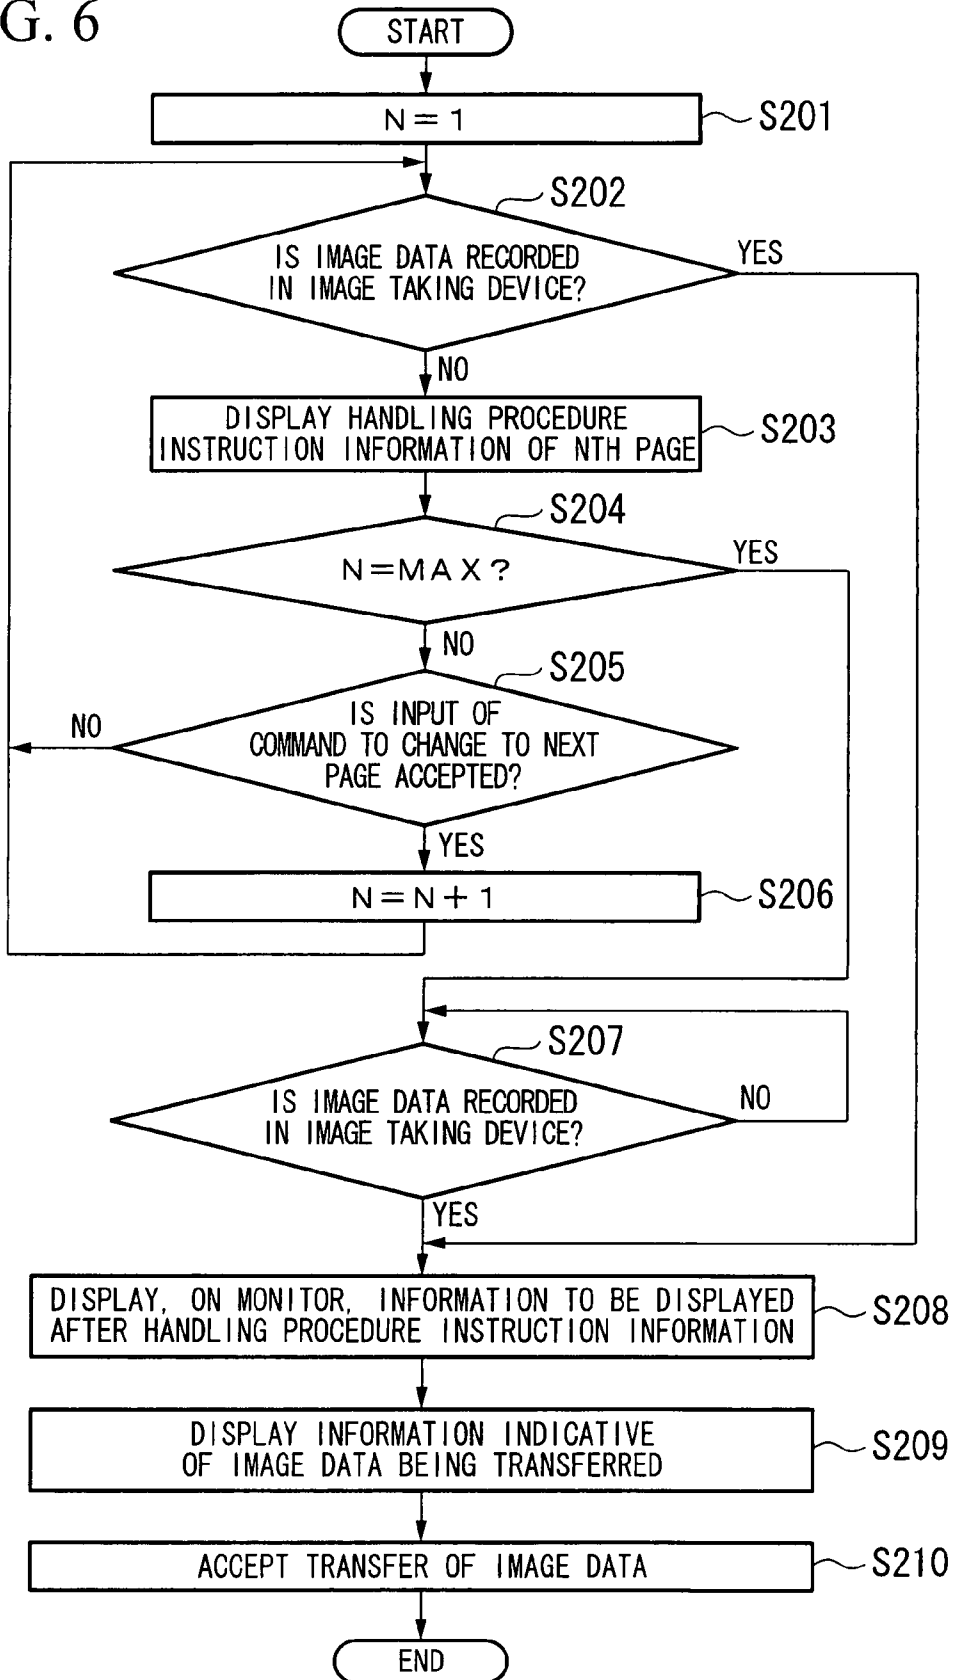 G. 6
START
N=1
S201
S202
IS IMAGE DATA RECORDED
IN IMAGE TAKING DEVICE?
YES
NO
DISPLAY HANDLING PROCEDURE
INSTRUCTION INFORMATION OF NTH PAGE
S203
S204
N=MAX?
YES
NO
S205
IS INPUT OF
COMMAND TO CHANGE TO NEXT
PAGE ACCEPTED?
NO
YES
N=N+1
S206
S207
IS IMAGE DATA RECORDED
IN IMAGE TAKING DEVICE?
NO
YES
DISPLAY, ON MONITOR, INFORMATION TO BE DISPLAYED
AFTER HANDLING PROCEDURE INSTRUCTION INFORMATION
S208
DISPLAY INFORMATION INDICATIVE
OF IMAGE DATA BEING TRANSFERRED
S209
ACCEPT TRANSFER OF IMAGE DATA
S210
END